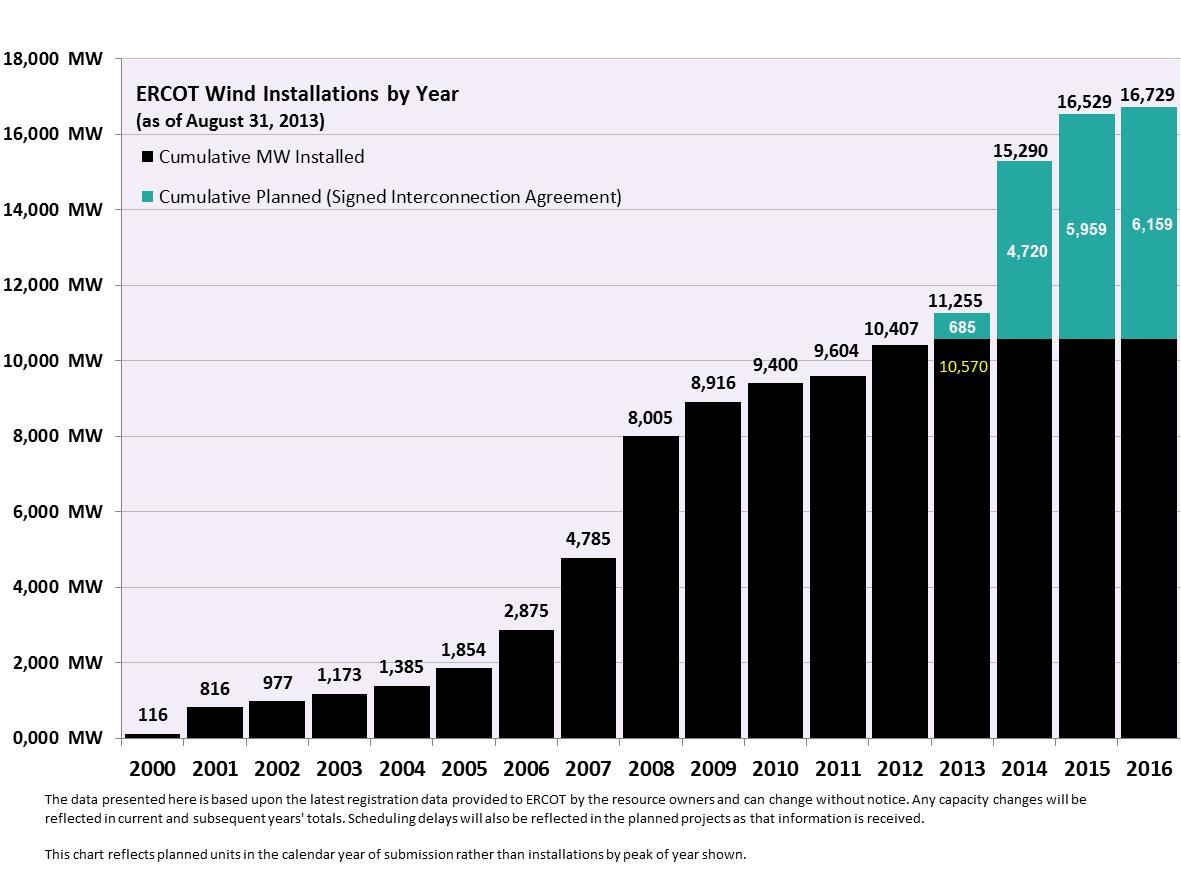 18,000 MW
16,000 MW
14,000 MW
12,000 MW
10,000 MW
8,000 MW
6,000 MW
4,000 MW
2,000 MW
0,000 MW
ERCOT Wind Installations by Year
(as of August 31, 2013)
Cumulative MW Installed
Cumulative Planned (Signed Interconnection Agreement)
116
816
977
1,173
1,385
1,854
2,875
4,785
8,005
8,916
9,400
9,604
10,407
11,255
685
10,570
15,290
4,720
16,529
5,959
16,729
6,159
2000 2001 2002 2003 2004 2005 2006 2007 2008 2009 2010 2011 2012 2013 2014 2015 2016
The data presented here is based upon the latest registration data provided to ERCOT by the resource owners and can change without notice. Any capacity changes will be
reflected in current and subsequent years' totals. Scheduling delays will also be reflected in the planned projects as that information is received.
This chart reflects planned units in the calendar year of submission rather than installations by peak of year shown.